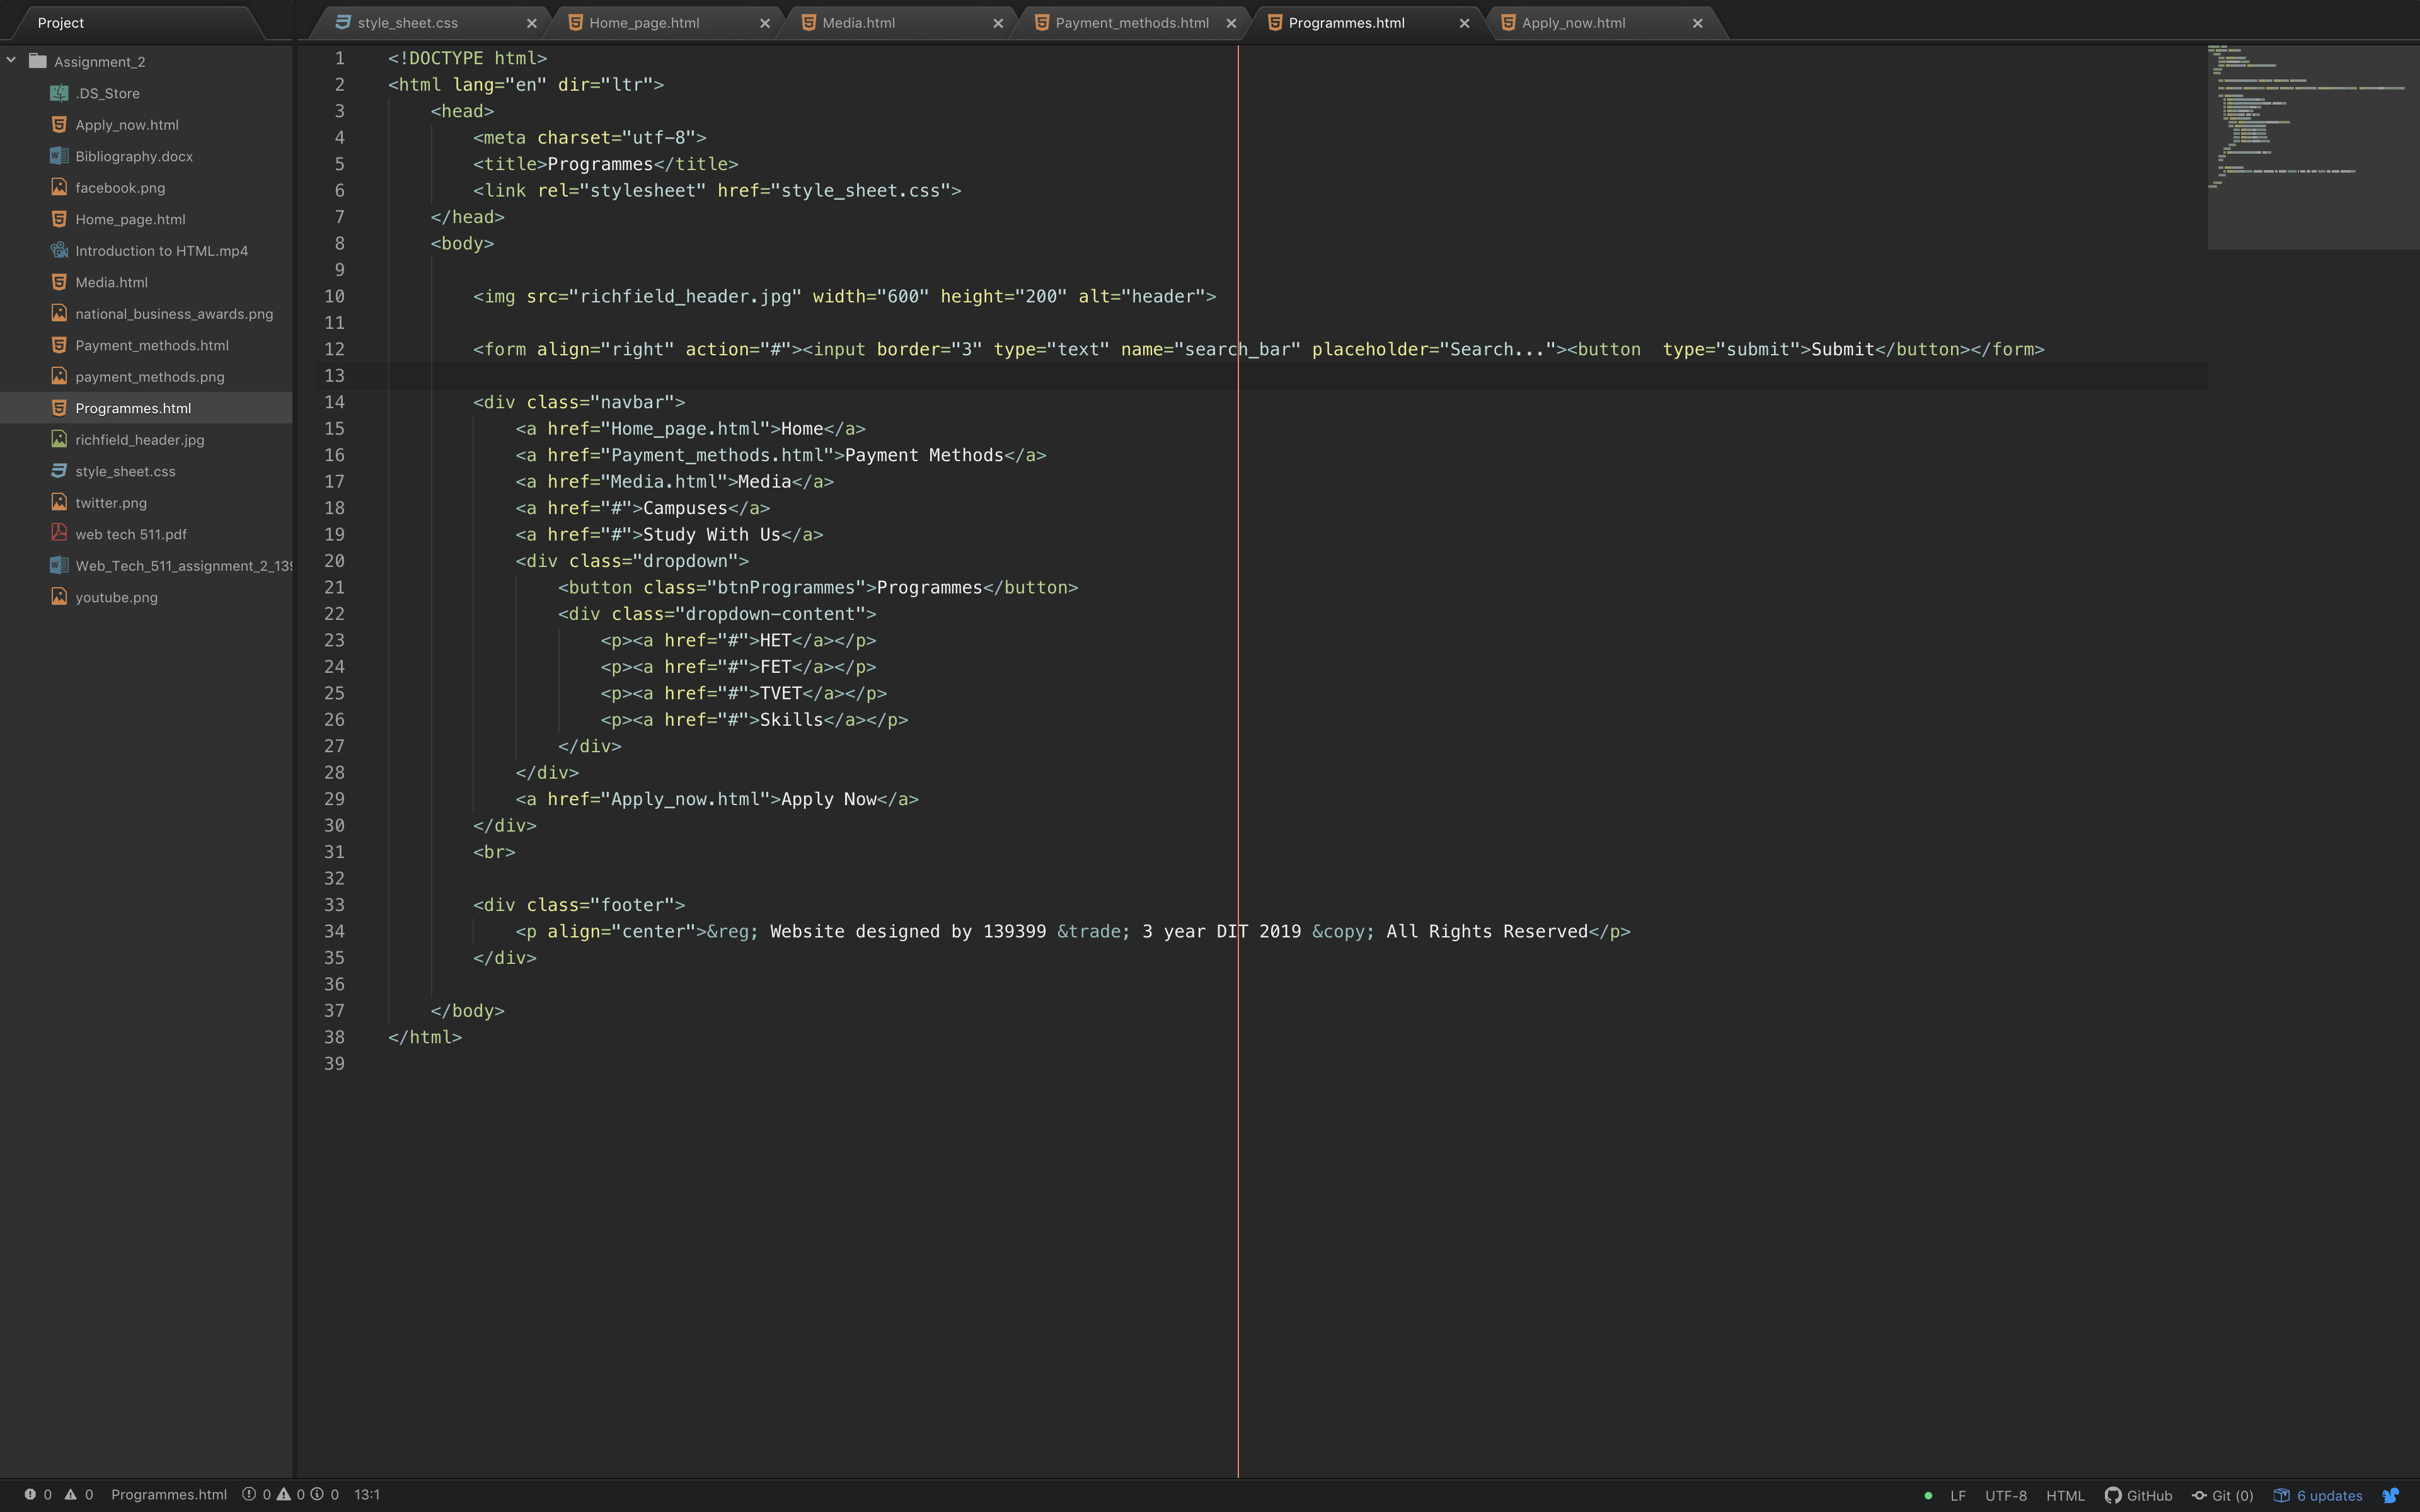 Project
style_sheet.css
Home_page.html
Media.html
Payment_methods.html
Programmes.html
Apply_now.html
Assignment_2
.DS_Store
Apply_now.html
Bibliography.docx
facebook.png
Home_page.html
Introduction to HTML.mp4
Media.html
national_business_awards.png
Payment_methods.html
payment_methods.png
Programmes.html
richfield_header.jpg
style_sheet.css
twitter.png
web tech 511.pdf
Web_Tech_511_assignment_2_139
youtube.png
1 <!DOCTYPE html>
2 <html lang="en" dir="ltr">
3 <head>
4 <meta charset="utf-8">
5 <title>Programmes</title>
6 <link rel="stylesheet" href="style_sheet.css">
7 </head>
8 <body>
9
10 <img src="richfield_header.jpg" width="600" height="200" alt="header">
11
12 <form align="right" action="#"><input border="3" type="text" name="search_bar" placeholder="Search..."><button  type="submit">Submit</button></form>
13
14 <div class="navbar">
15 <a href="Home_page.html">Home</a>
16 <a href="Payment_methods.html">Payment Methods</a>
17 <a href="Media.html">Media</a>
18 <a href="#">Campuses</a>
19 <a href="#">Study With Us</a>
20 <div class="dropdown">
21 <button class="btnProgrammes">Programmes</button>
22 <div class="dropdown-content">
23 <p><a href="#">HET</a></p>
24 <p><a href="#">FET</a></p>
25 <p><a href="#">TVET</a></p>
26 <p><a href="#">Skills</a></p>
27 </div>
28 </div>
29 <a href="Apply_now.html">Apply Now</a>
30 </div>
31 <br>
32
33 <div class="footer">
34 <p align="center">&reg; Website designed by 139399 &trade; 3 year DIT 2019 &copy; All Rights Reserved</p>
35 </div>
36
37 </body>
38 </html>
39
0 0 Programmes.html 0 0 0 13:1 LF UTF-8 HTML GitHub Git (0) 6 updates